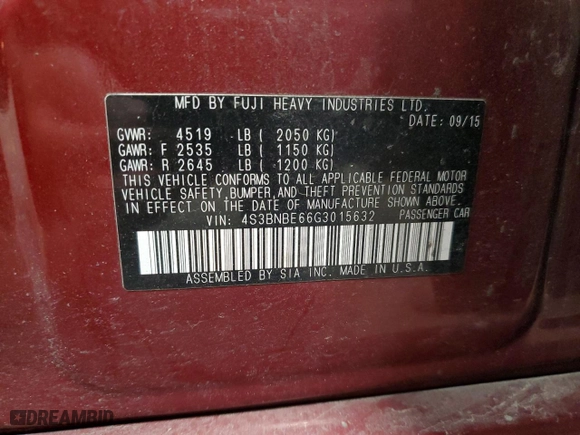 MFD BY FUJI HEAVY INDUSTRIES LTD.
DATE: 09/15
GVWR: 4519 LB ( 2050 KG)
GAWR: F 2535 LB ( 1150 KG)
GAWR: R 2645 LB ( 1200 KG)
THIS VEHICLE CONFORMS TO ALL APPLICABLE FEDERAL MOTOR
VEHICLE SAFETY, BUMPER, AND THEFT PREVENTION STANDARDS
IN EFFECT ON THE DATE OF MANUFACTURE SHOWN ABOVE.
VIN: 4S3BNBE66G3015632 PASSENGER CAR
ASSEMBLED BY SIA INC. MADE IN U.S.A.
DREAMBID